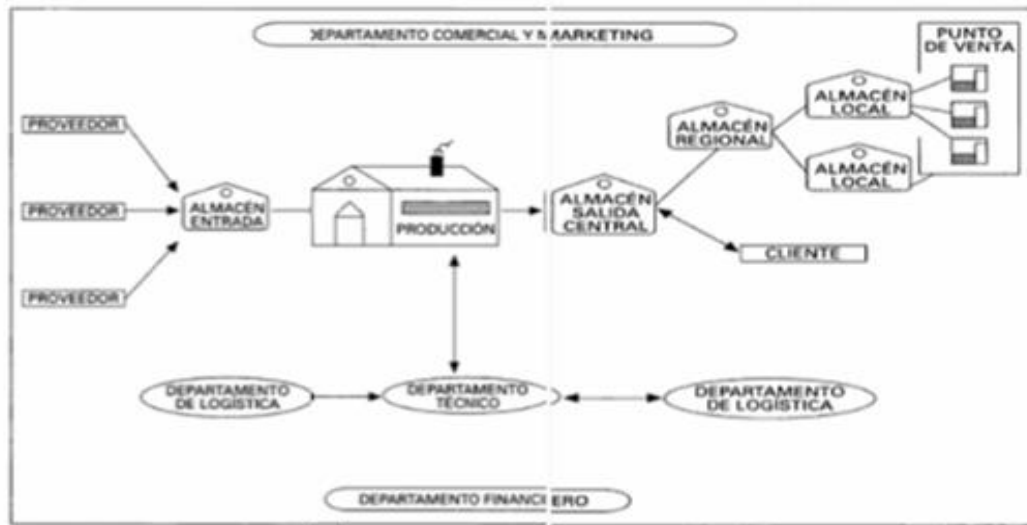 DEPARTAMENTO COMERCIAL Y MARKETING
PUNTO
DE VENTA
ALMACÉN
LOCAL
ALMACÉN
REGIONAL
ALMACÉN
LOCAL
PROVEEDOR
PROVEEDOR
PROVEEDOR
ALMACÉN
ENTRADA
PRODUCCIÓN
ALMACÉN
SALIDA
CENTRAL
CLIENTE
DEPARTAMENTO
DE LOGÍSTICA
DEPARTAMENTO
TÉCNICO
DEPARTAMENTO
DE LOGÍSTICA
DEPARTAMENTO FINANCIERO